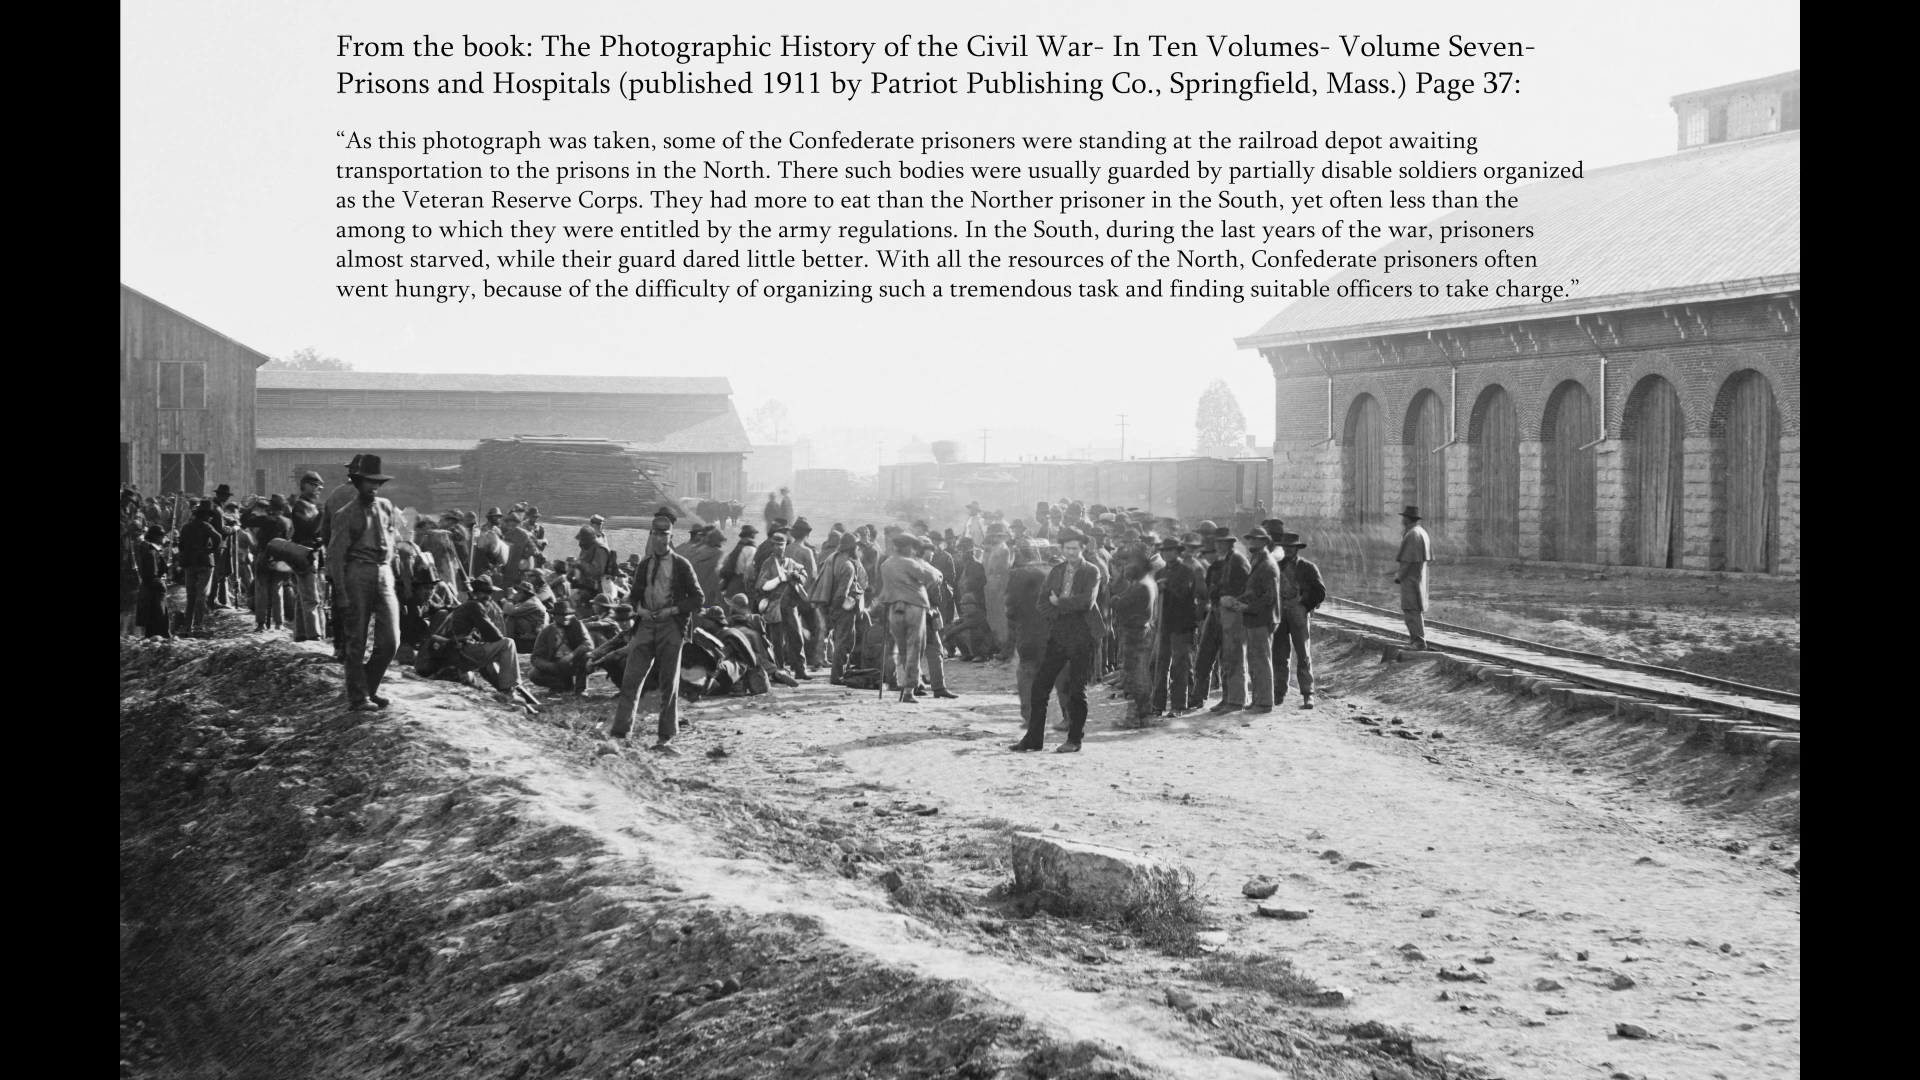 From the book: The Photographic History of the Civil War- In Ten Volumes- Volume Seven-
Prisons and Hospitals (published 1911 by Patriot Publishing Co., Springfield, Mass.) Page 37:
“As this photograph was taken, some of the Confederate prisoners were standing at the railroad depot awaiting
transportation to the prisons in the North. There such bodies were usually guarded by partially disable soldiers organized
as the Veteran Reserve Corps. They had more to eat than the Norther prisoner in the South, yet often less than the
among to which they were entitled by the army regulations. In the South, during the last years of the war, prisoners
almost starved, while their guard dared little better. With all the resources of the North, Confederate prisoners often
went hungry, because of the difficulty of organizing such a tremendous task and finding suitable officers to take charge.”